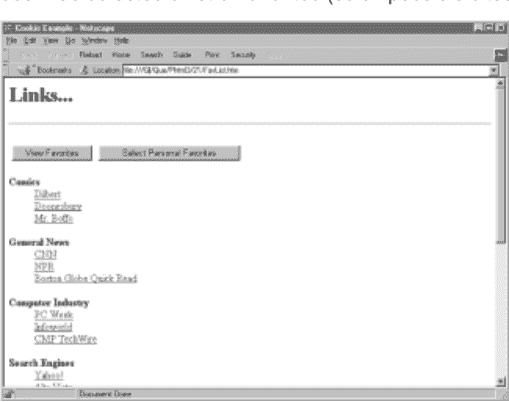 Cookie Example - Netscape
File Edit View Go Window Help
Reload Home Search Guide Print Security
Bookmarks Location
Links...
View Favorites Select Personal Favorites
Comics
Dilbert
Doonesbury
Mr. Boffo
General News
CNN
NPR
Boston Globe Quick Read
Computer Industry
PC Week
Infoworld
CMP TechWire
Search Engines
Yahoo!
Alta Vista
Document Done